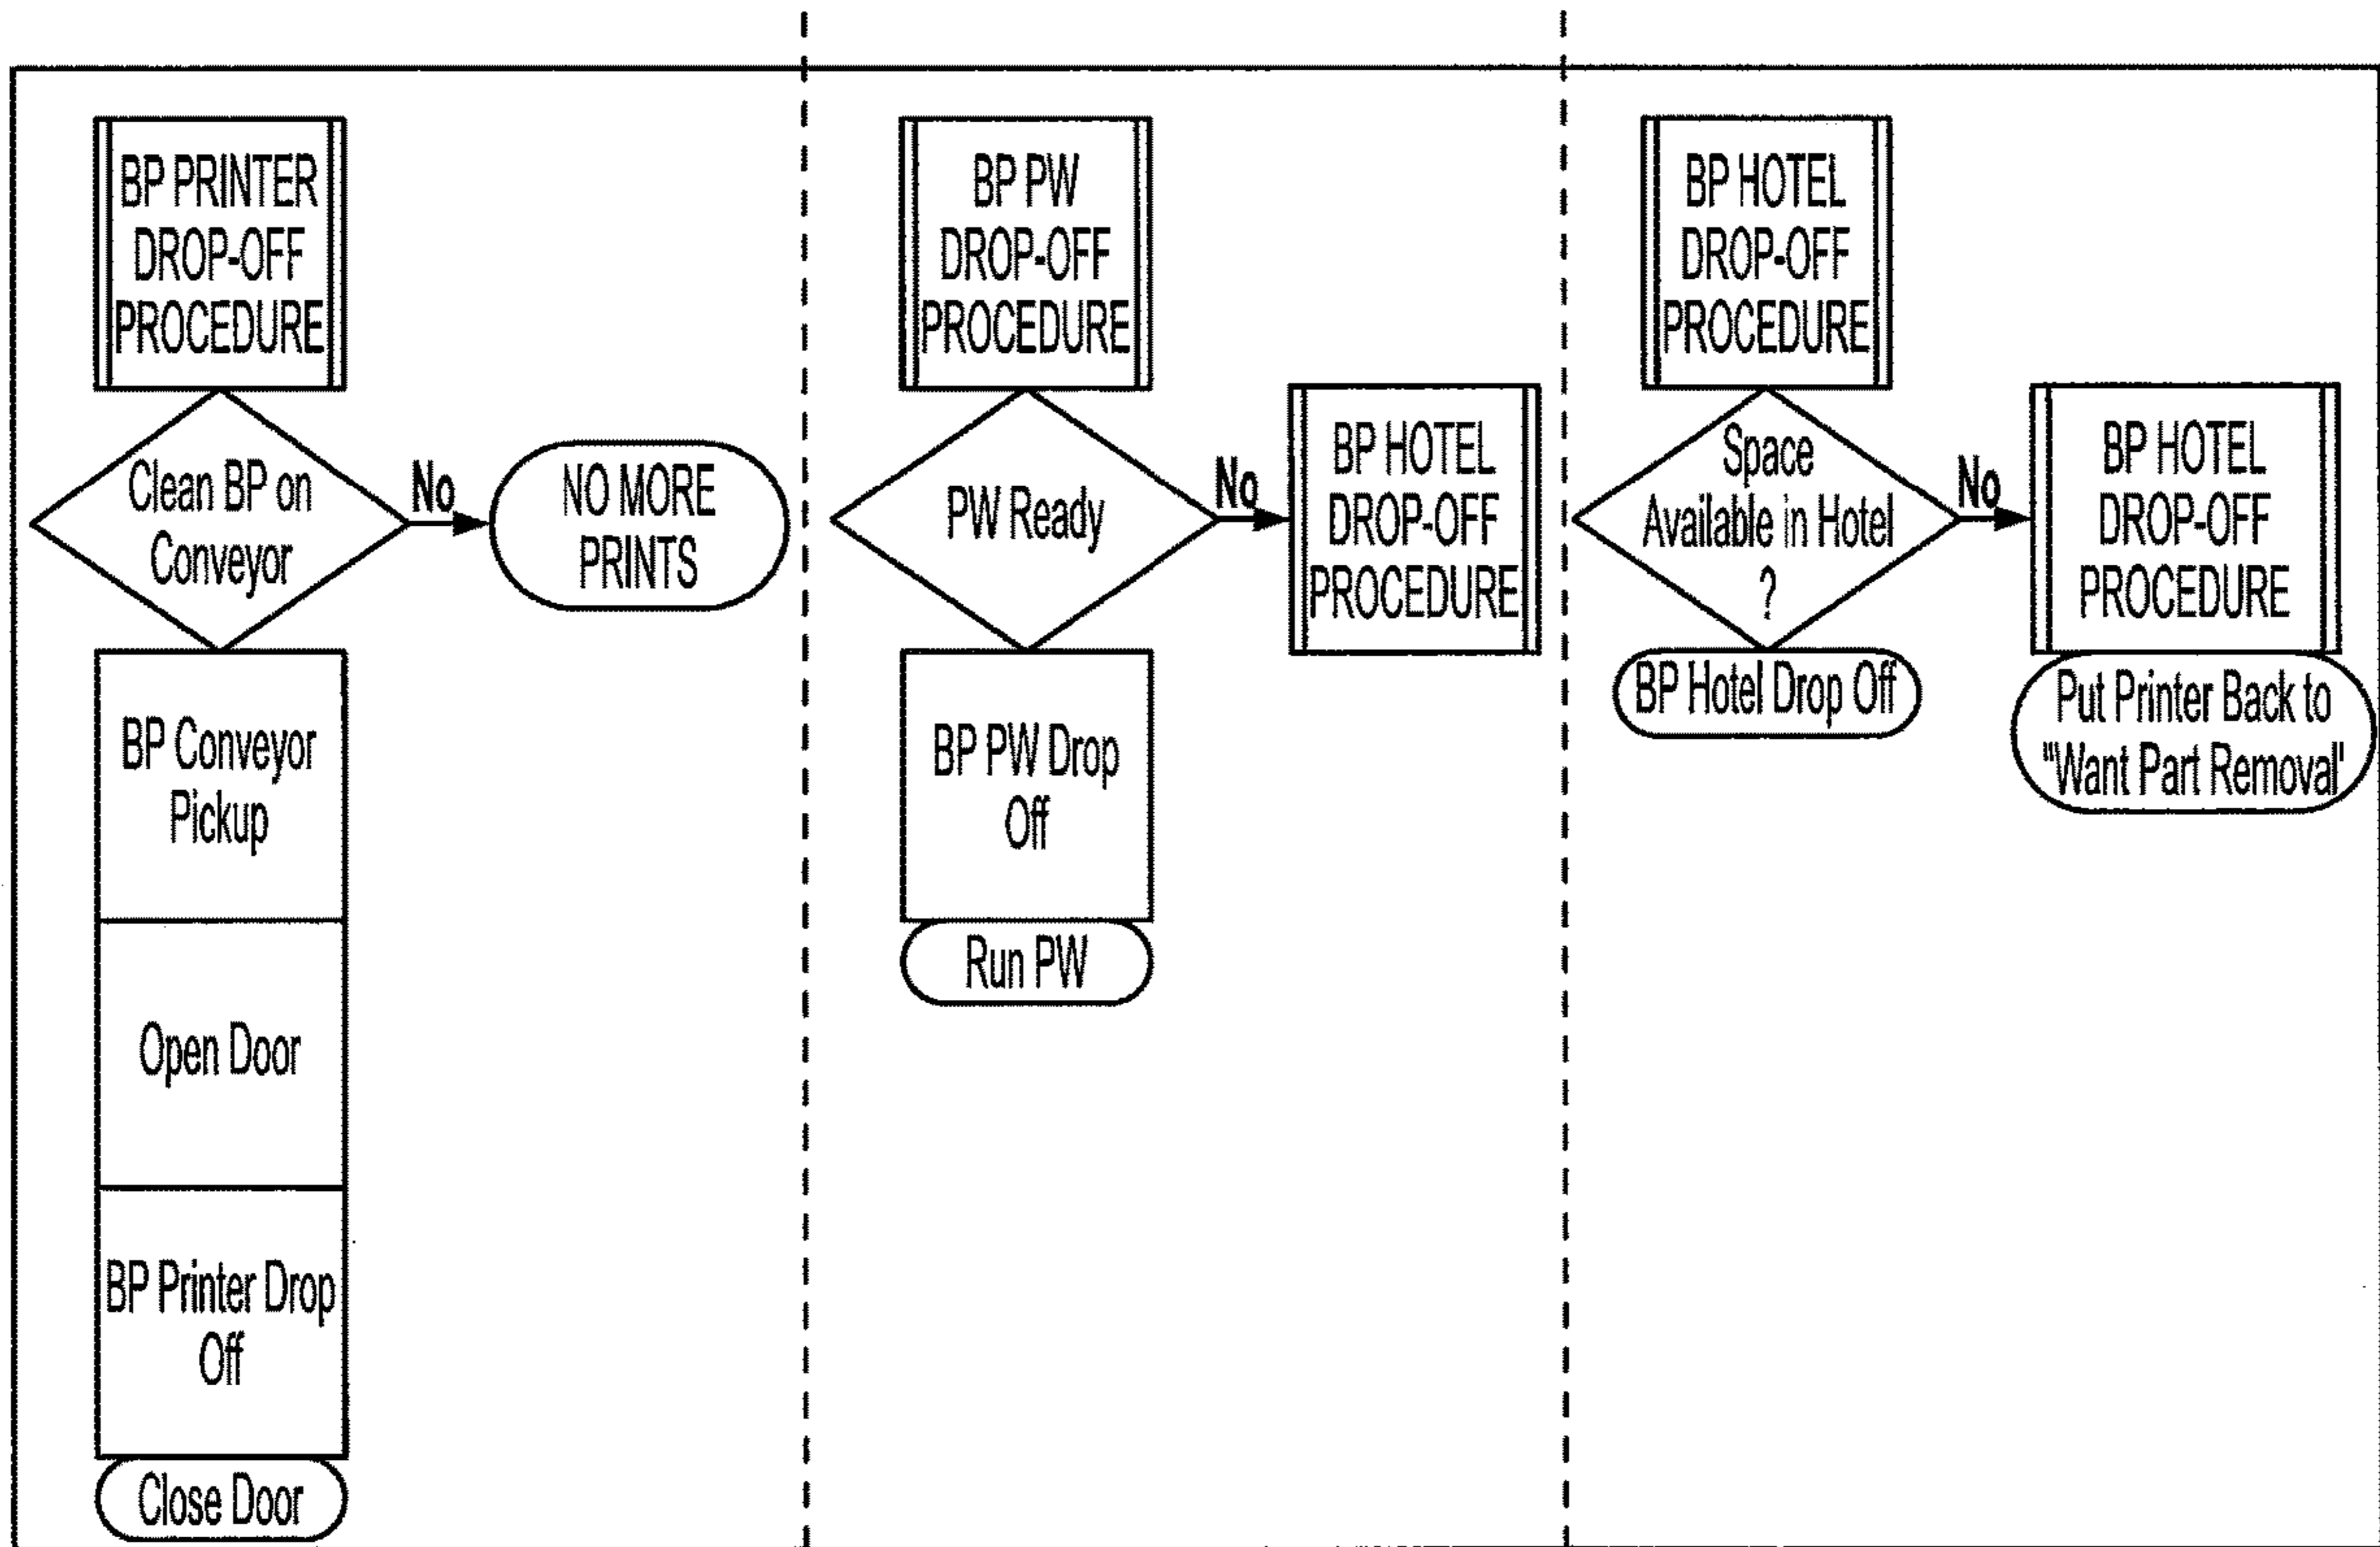 BP PRINTER
DROP-OFF
PROCEDURE
Clean BP on
Conveyor
No
NO MORE
PRINTS
BP Conveyor
Pickup
Open Door
BP Printer Drop
Off
Close Door
BP PW
DROP-OFF
PROCEDURE
PW Ready
No
BP HOTEL
DROP-OFF
PROCEDURE
BP PW Drop
Off
Run PW
BP HOTEL
DROP-OFF
PROCEDURE
Space
Available in Hotel
?
No
BP HOTEL
DROP-OFF
PROCEDURE
BP Hotel Drop Off
Put Printer Back to
"Want Part Removal'